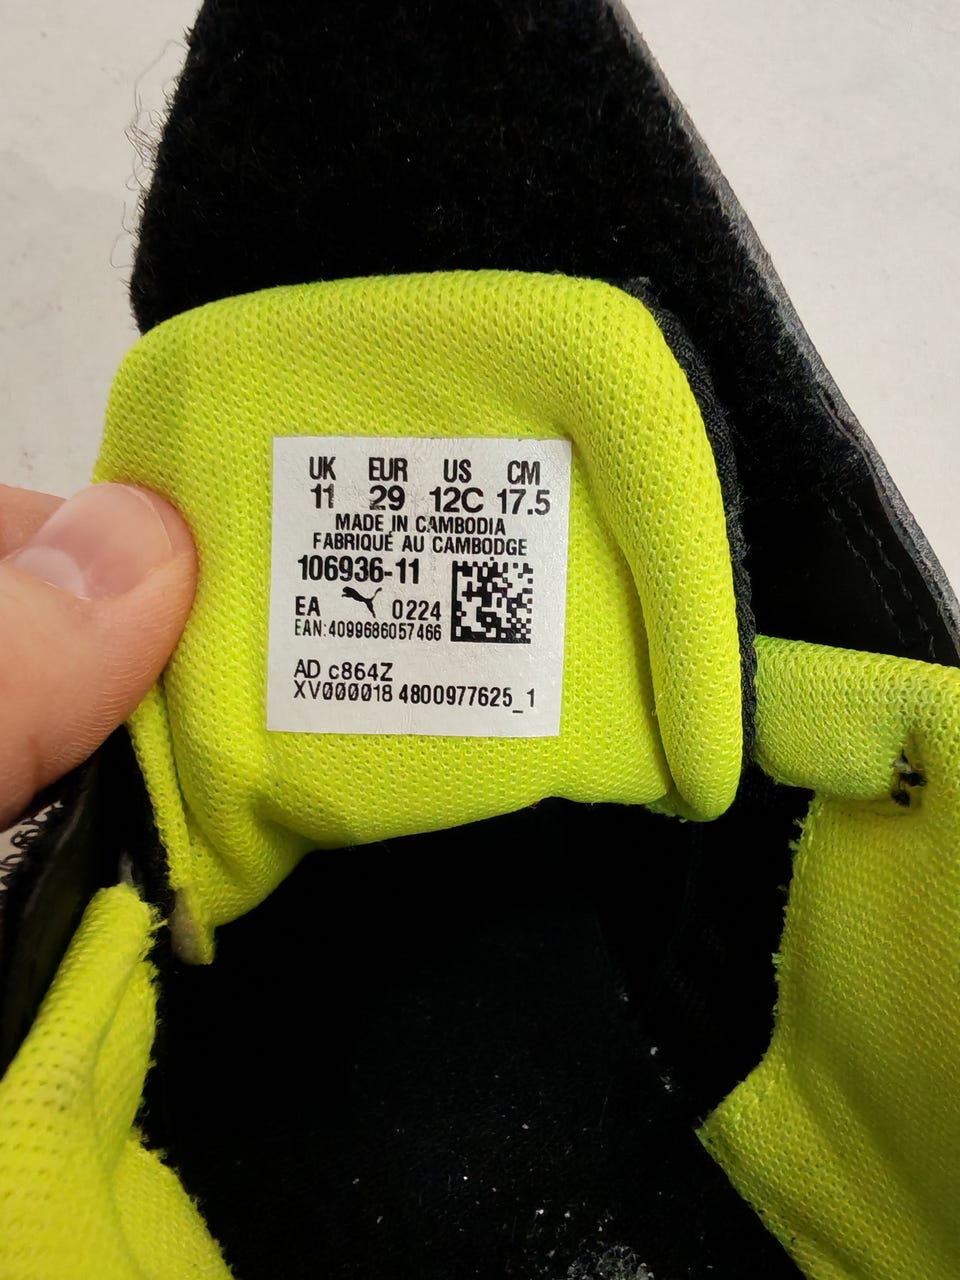 UK EUR US CM
11 29 12C 17.5
MADE IN CAMBODIA
FABRIQUÉ AU CAMBODGE
106936-11
EA 0224
EAN:4099686057466
AD c864Z
XV000018 4800977625_1